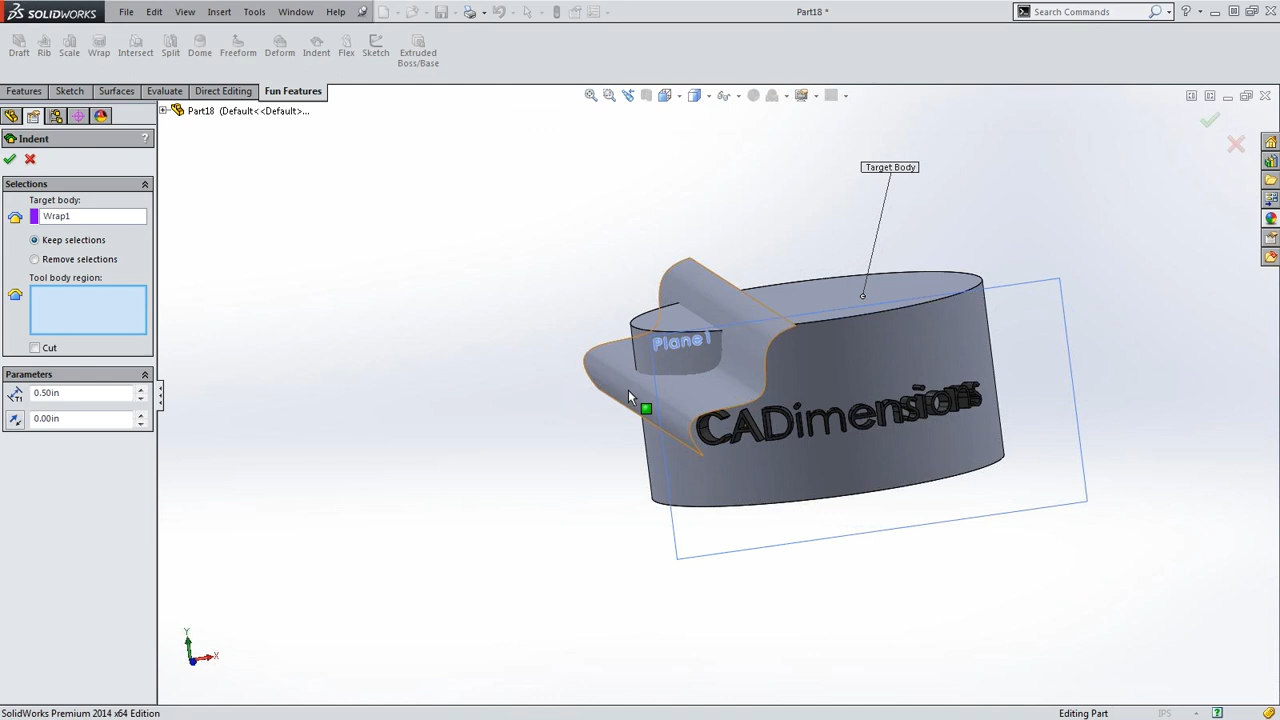 SOLIDWORKS File Edit View Insert Tools Window Help Part18 * Search Commands
Draft Rib Scale Wrap Intersect Split Dome Freeform Deform Indent Flex Sketch Extruded
Boss/Base
Features Sketch Surfaces Evaluate Direct Editing Fun Features
Part18 (Default<<Default>...
Indent ?
Selections
Target body:
Wrap1
Keep selections
Remove selections
Tool body region:
Cut
Parameters
0.50in
0.00in
Target Body
Plane1
CADimensions
Y
X
SolidWorks Premium 2014 x64 Edition Editing Part IPS